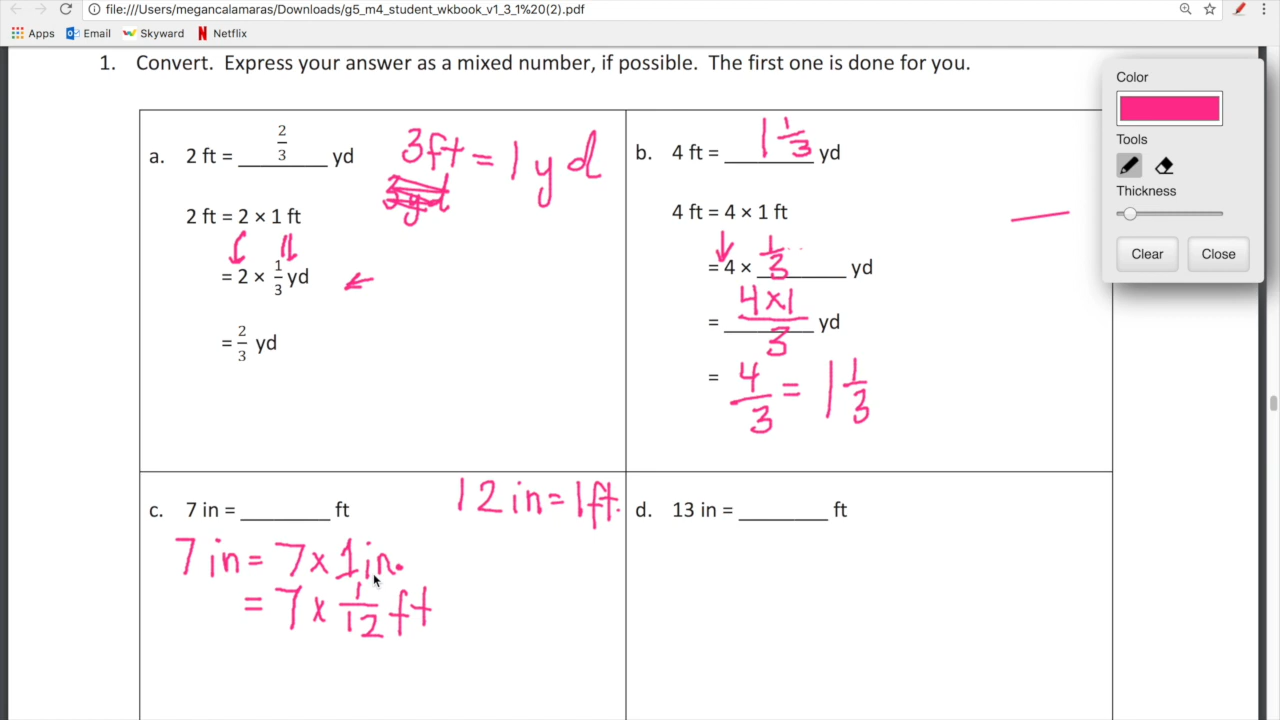 file:///Users/megancalamaras/Downloads/g5_m4_student_wkbook_v1_3_1%20(2).pdf
Apps Email Skyward Netflix
1. Convert. Express your answer as a mixed number, if possible. The first one is done for you.
a. 2 ft = 2/3 yd
3ft = 1 yd
2 ft = 2 × 1 ft
= 2 × 1/3 yd
= 2/3 yd
b. 4 ft = 1 1/3 yd
4 ft = 4 × 1 ft
= 4 × 1/3 yd
= 4 x 1/3 yd
= 4/3 = 1 1/3
c. 7 in = ________ ft
12 in = 1 ft.
7 in = 7 x 1 in.
= 7 x 1/12 ft
d. 13 in = ________ ft
Color
Tools
Thickness
Clear Close